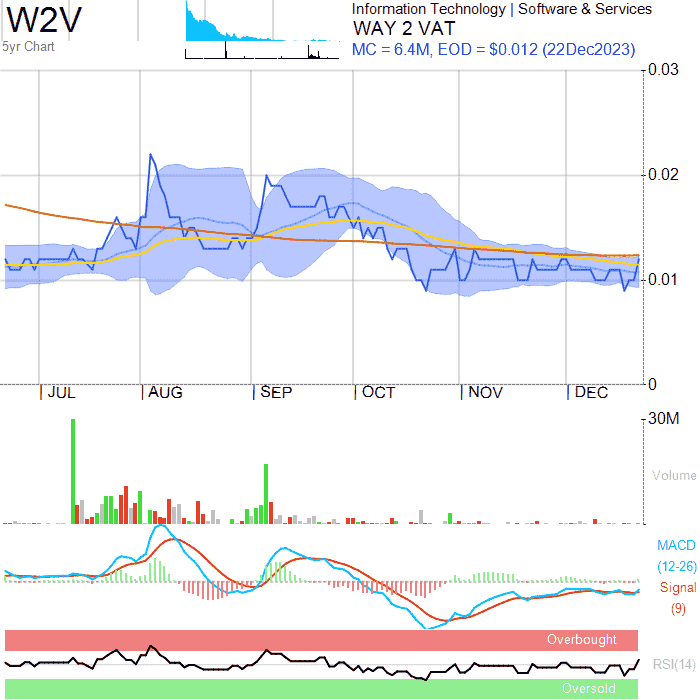 W2V
5yr Chart
Information Technology | Software & Services
WAY 2 VAT
MC = 6.4M, EOD = $0.012 (22Dec2023)
0.03
0.02
0.01
0
JUL AUG SEP OCT NOV DEC
30M
Volume
MACD
(12-26)
Signal
(9)
Overbought
RSI(14)
Oversold